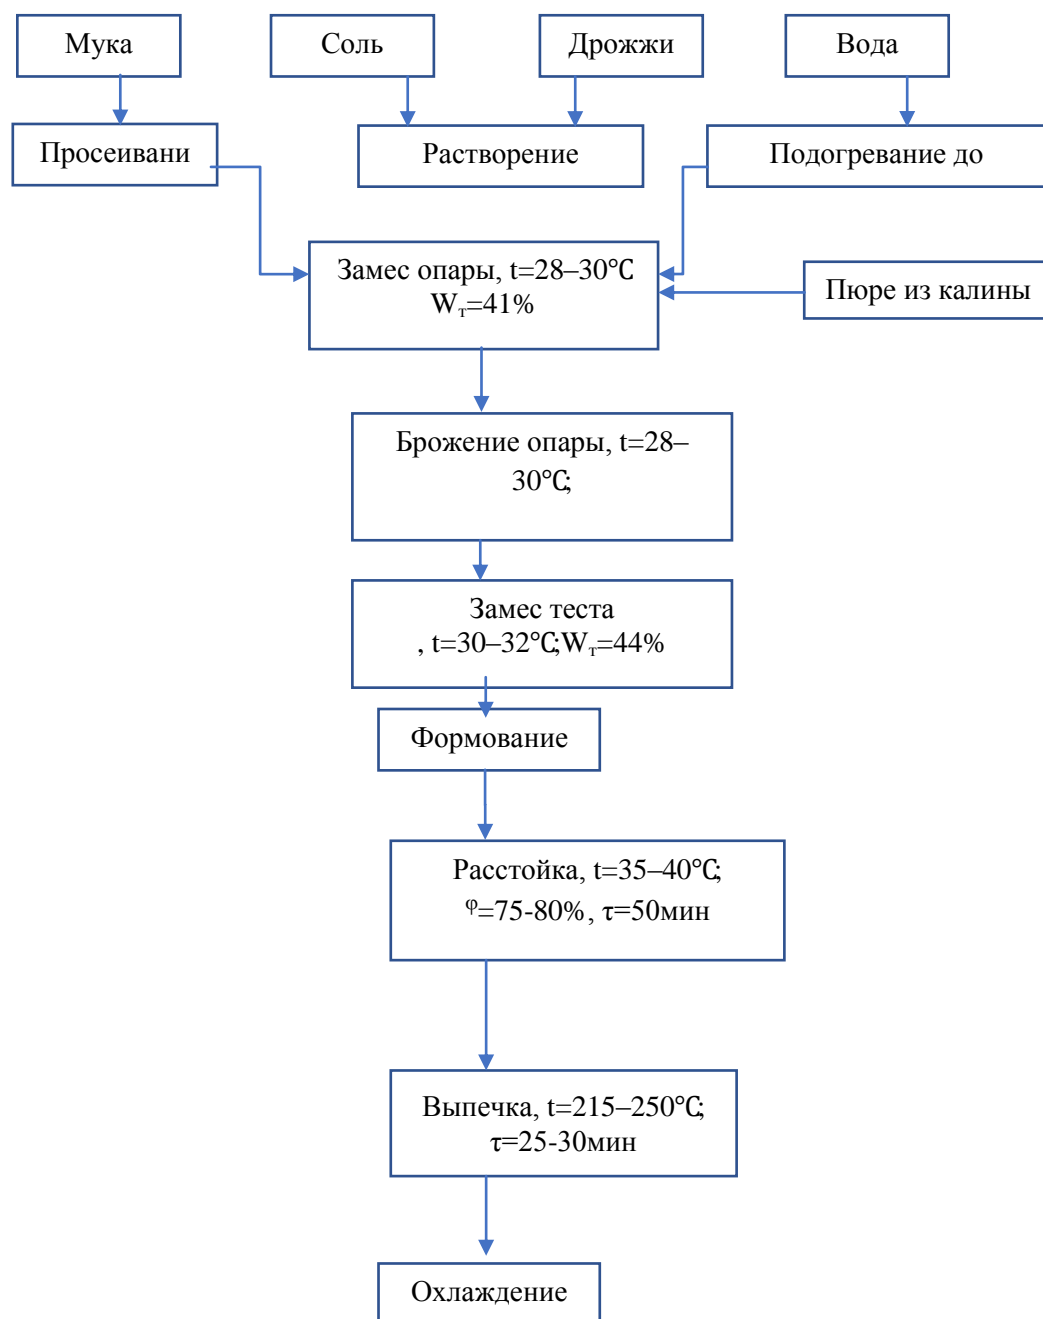 Мука
Соль
Дрожжи
Вода
Просеивани
Растворение
Подогревание до
Замес опары, t=28–30℃
Wт=41%
Пюре из калины
Брожение опары, t=28–
30℃;
Замес теста
, t=30–32℃;Wт=44%
Формование
Расстойка, t=35–40℃;
φ=75-80%, τ=50мин
Выпечка, t=215–250℃;
τ=25-30мин
Охлаждение